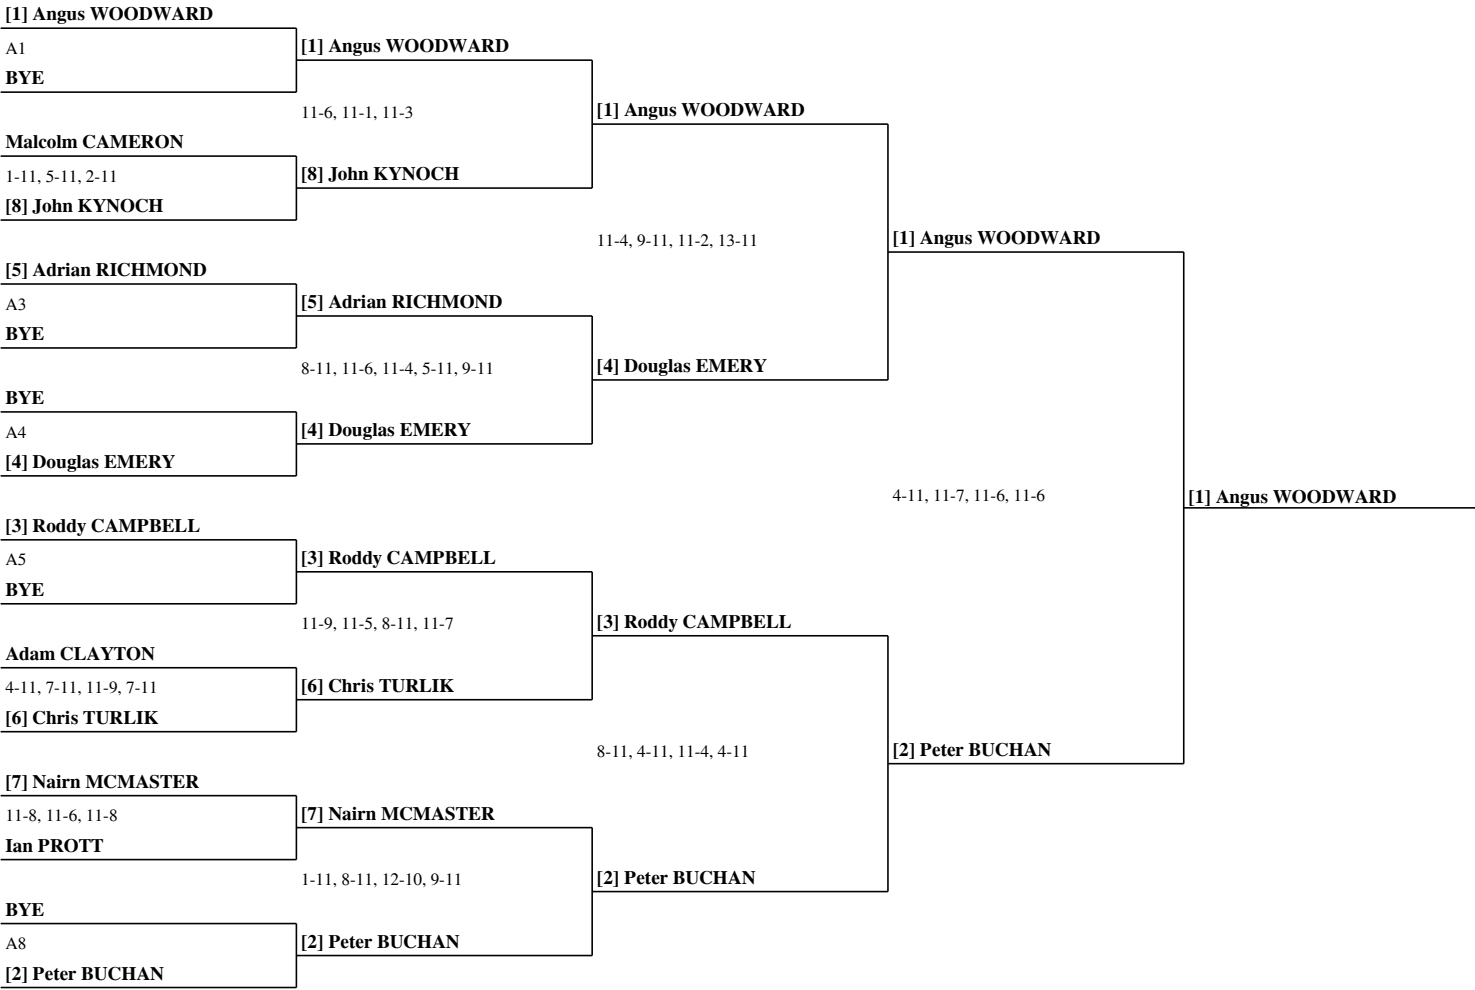 [1] Angus WOODWARD
A1
BYE
Malcolm CAMERON
1-11, 5-11, 2-11
[8] John KYNOCH
[5] Adrian RICHMOND
A3
BYE
BYE
A4
[4] Douglas EMERY
[3] Roddy CAMPBELL
A5
BYE
Adam CLAYTON
4-11, 7-11, 11-9, 7-11
[6] Chris TURLIK
[7] Nairn MCMASTER
11-8, 11-6, 11-8
Ian PROTT
BYE
A8
[2] Peter BUCHAN
[1] Angus WOODWARD
11-6, 11-1, 11-3
[8] John KYNOCH
[5] Adrian RICHMOND
8-11, 11-6, 11-4, 5-11, 9-11
[4] Douglas EMERY
[3] Roddy CAMPBELL
11-9, 11-5, 8-11, 11-7
[6] Chris TURLIK
[7] Nairn MCMASTER
1-11, 8-11, 12-10, 9-11
[2] Peter BUCHAN
[1] Angus WOODWARD
11-4, 9-11, 11-2, 13-11
[4] Douglas EMERY
[3] Roddy CAMPBELL
8-11, 4-11, 11-4, 4-11
[2] Peter BUCHAN
[1] Angus WOODWARD
4-11, 11-7, 11-6, 11-6
[2] Peter BUCHAN
[1] Angus WOODWARD